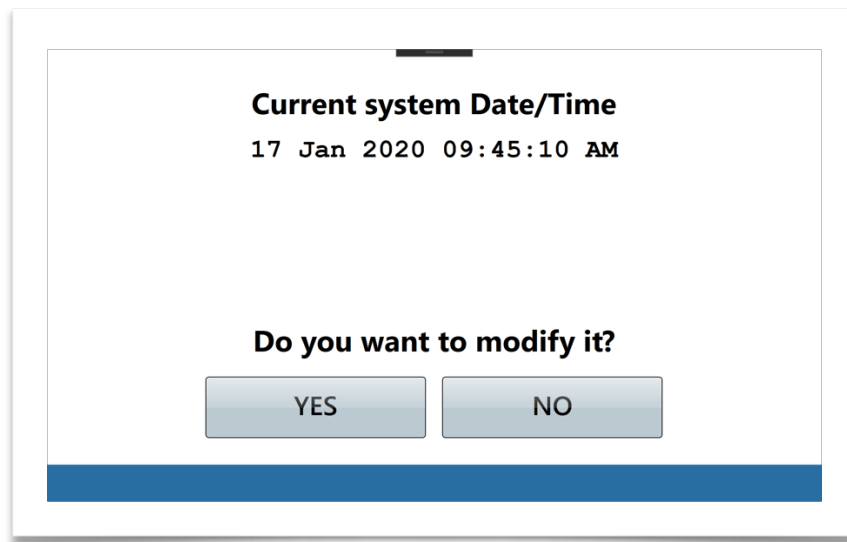 Current system Date/Time
17 Jan 2020 09:45:10 AM
Do you want to modify it?
YES NO